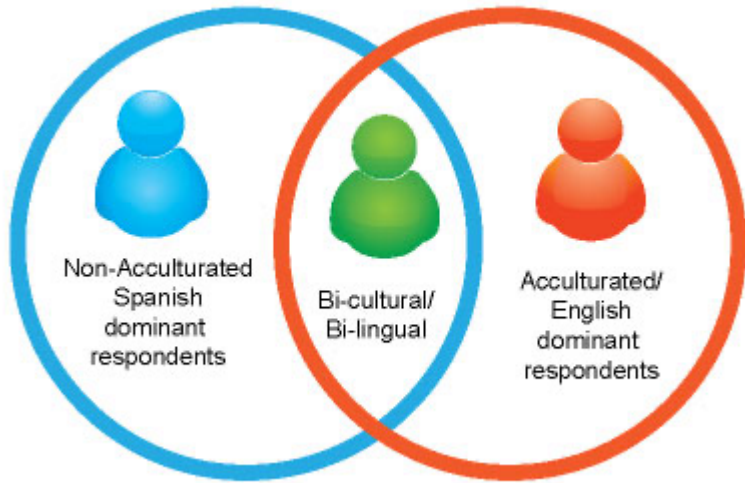 Non-Acculturated
Spanish
dominant
respondents
Bi-cultural/
Bi-lingual
Acculturated/
English
dominant
respondents